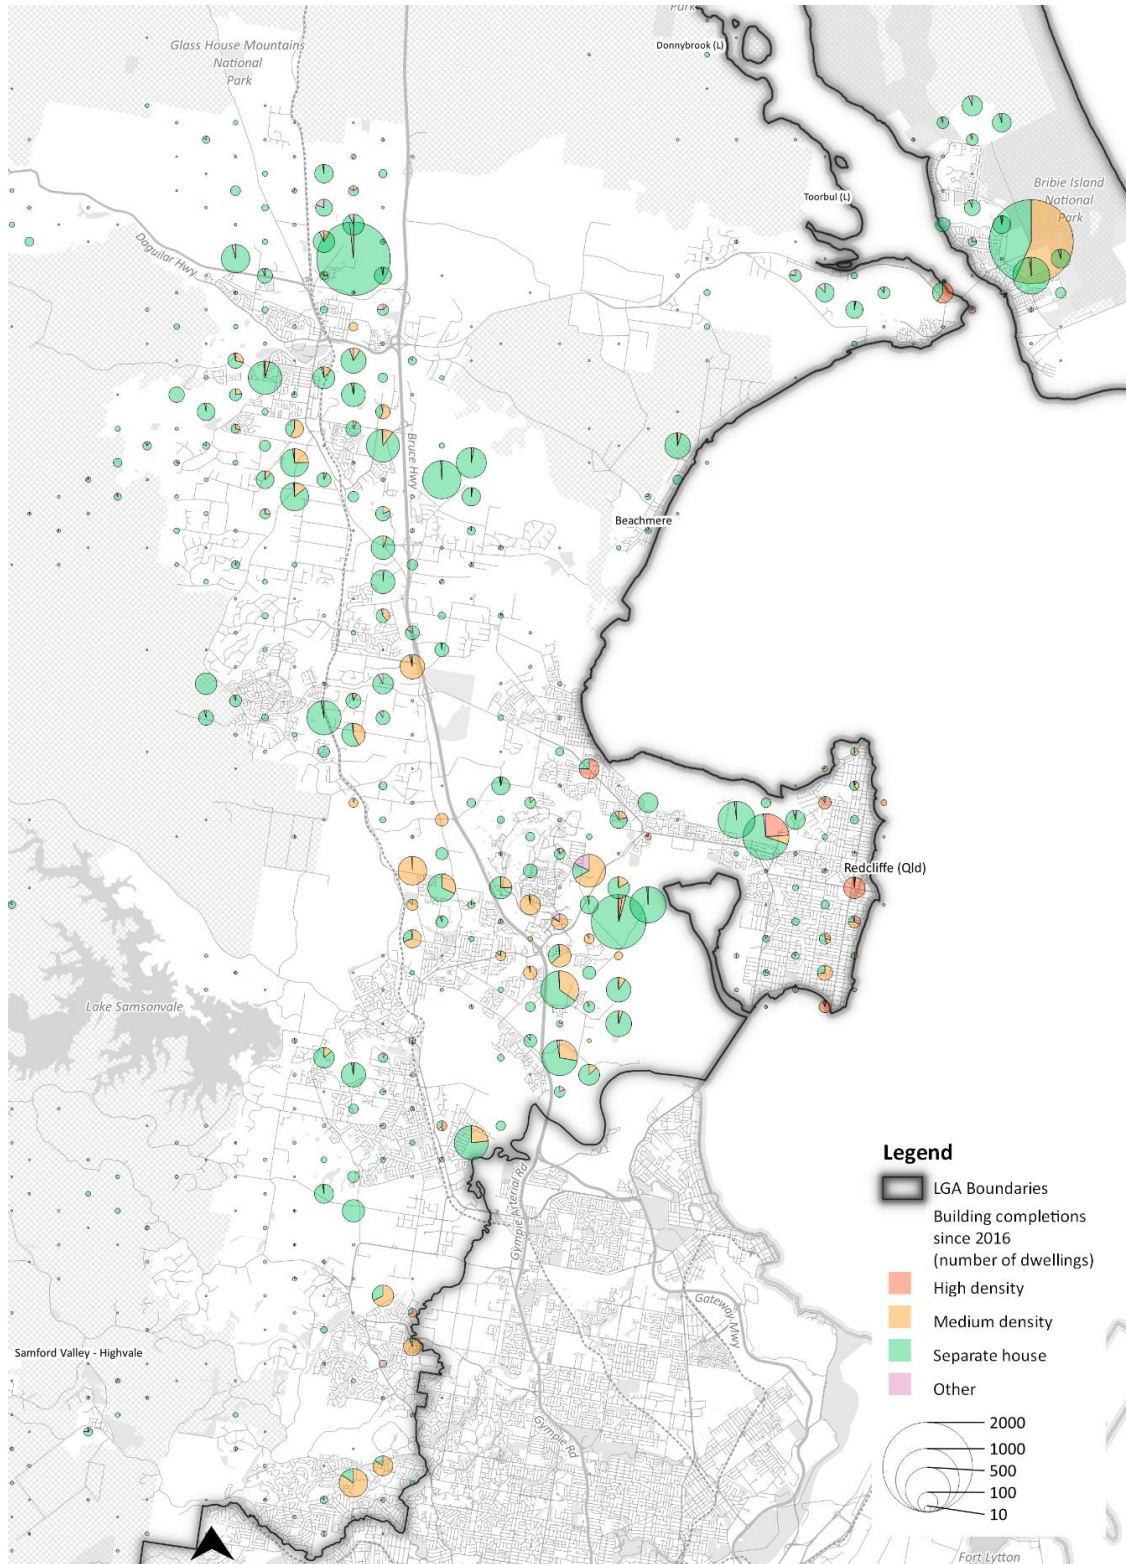 Park
Glass House Mountains
National
Park
Donnybrook (L)
Toorbul (L)
Bribie Island
National
Park
Daguilar Hwy
Bruce Hwy
Beachmere
Redcliffe (Qld)
Lake Samsonvale
Gympie Arterial Rd
Gateway Mwy
Samford Valley - Highvale
Gympie Rd
Legend
LGA Boundaries
Building completions
since 2016
(number of dwellings)
High density
Medium density
Separate house
Other
2000
1000
500
100
10
Fort Lytton